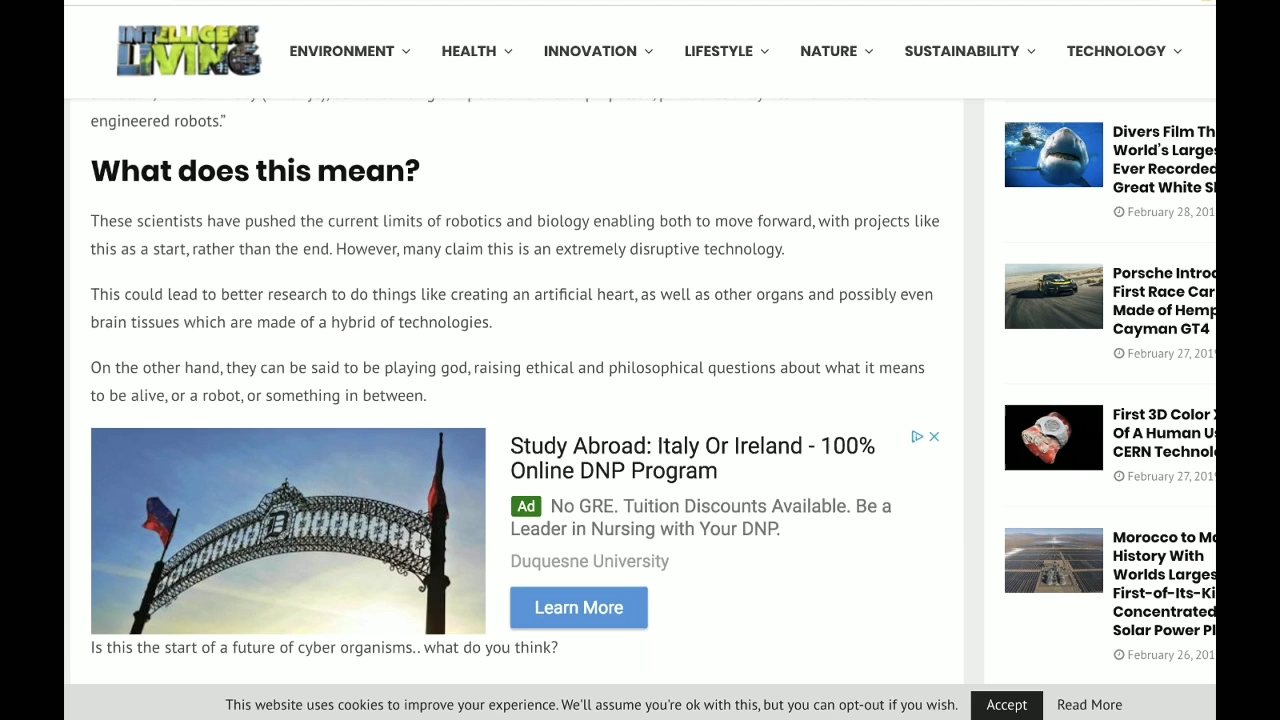 INTELLIGENT
LIVING
ENVIRONMENT
HEALTH
INNOVATION
LIFESTYLE
NATURE
SUSTAINABILITY
TECHNOLOGY
engineered robots.”
What does this mean?
These scientists have pushed the current limits of robotics and biology enabling both to move forward, with projects like
this as a start, rather than the end. However, many claim this is an extremely disruptive technology.
This could lead to better research to do things like creating an artificial heart, as well as other organs and possibly even
brain tissues which are made of a hybrid of technologies.
On the other hand, they can be said to be playing god, raising ethical and philosophical questions about what it means
to be alive, or a robot, or something in between.
D
Study Abroad: Italy Or Ireland - 100%
Online DNP Program
Ad No GRE. Tuition Discounts Available. Be a
Leader in Nursing with Your DNP.
Duquesne University
Learn More
Is this the start of a future of cyber organisms.. what do you think?
Divers Film Th
World’s Larges
Ever Recorded
Great White S
February 28, 201
Porsche Introd
First Race Car
Made of Hemp
Cayman GT4
February 27, 201
First 3D Color X
Of A Human Us
CERN Technol
February 27, 201
Morocco to Ma
History With
Worlds Larges
First-of-Its-Ki
Concentrated
Solar Power Pl
February 26, 201
This website uses cookies to improve your experience. We'll assume you're ok with this, but you can opt-out if you wish.
Accept
Read More